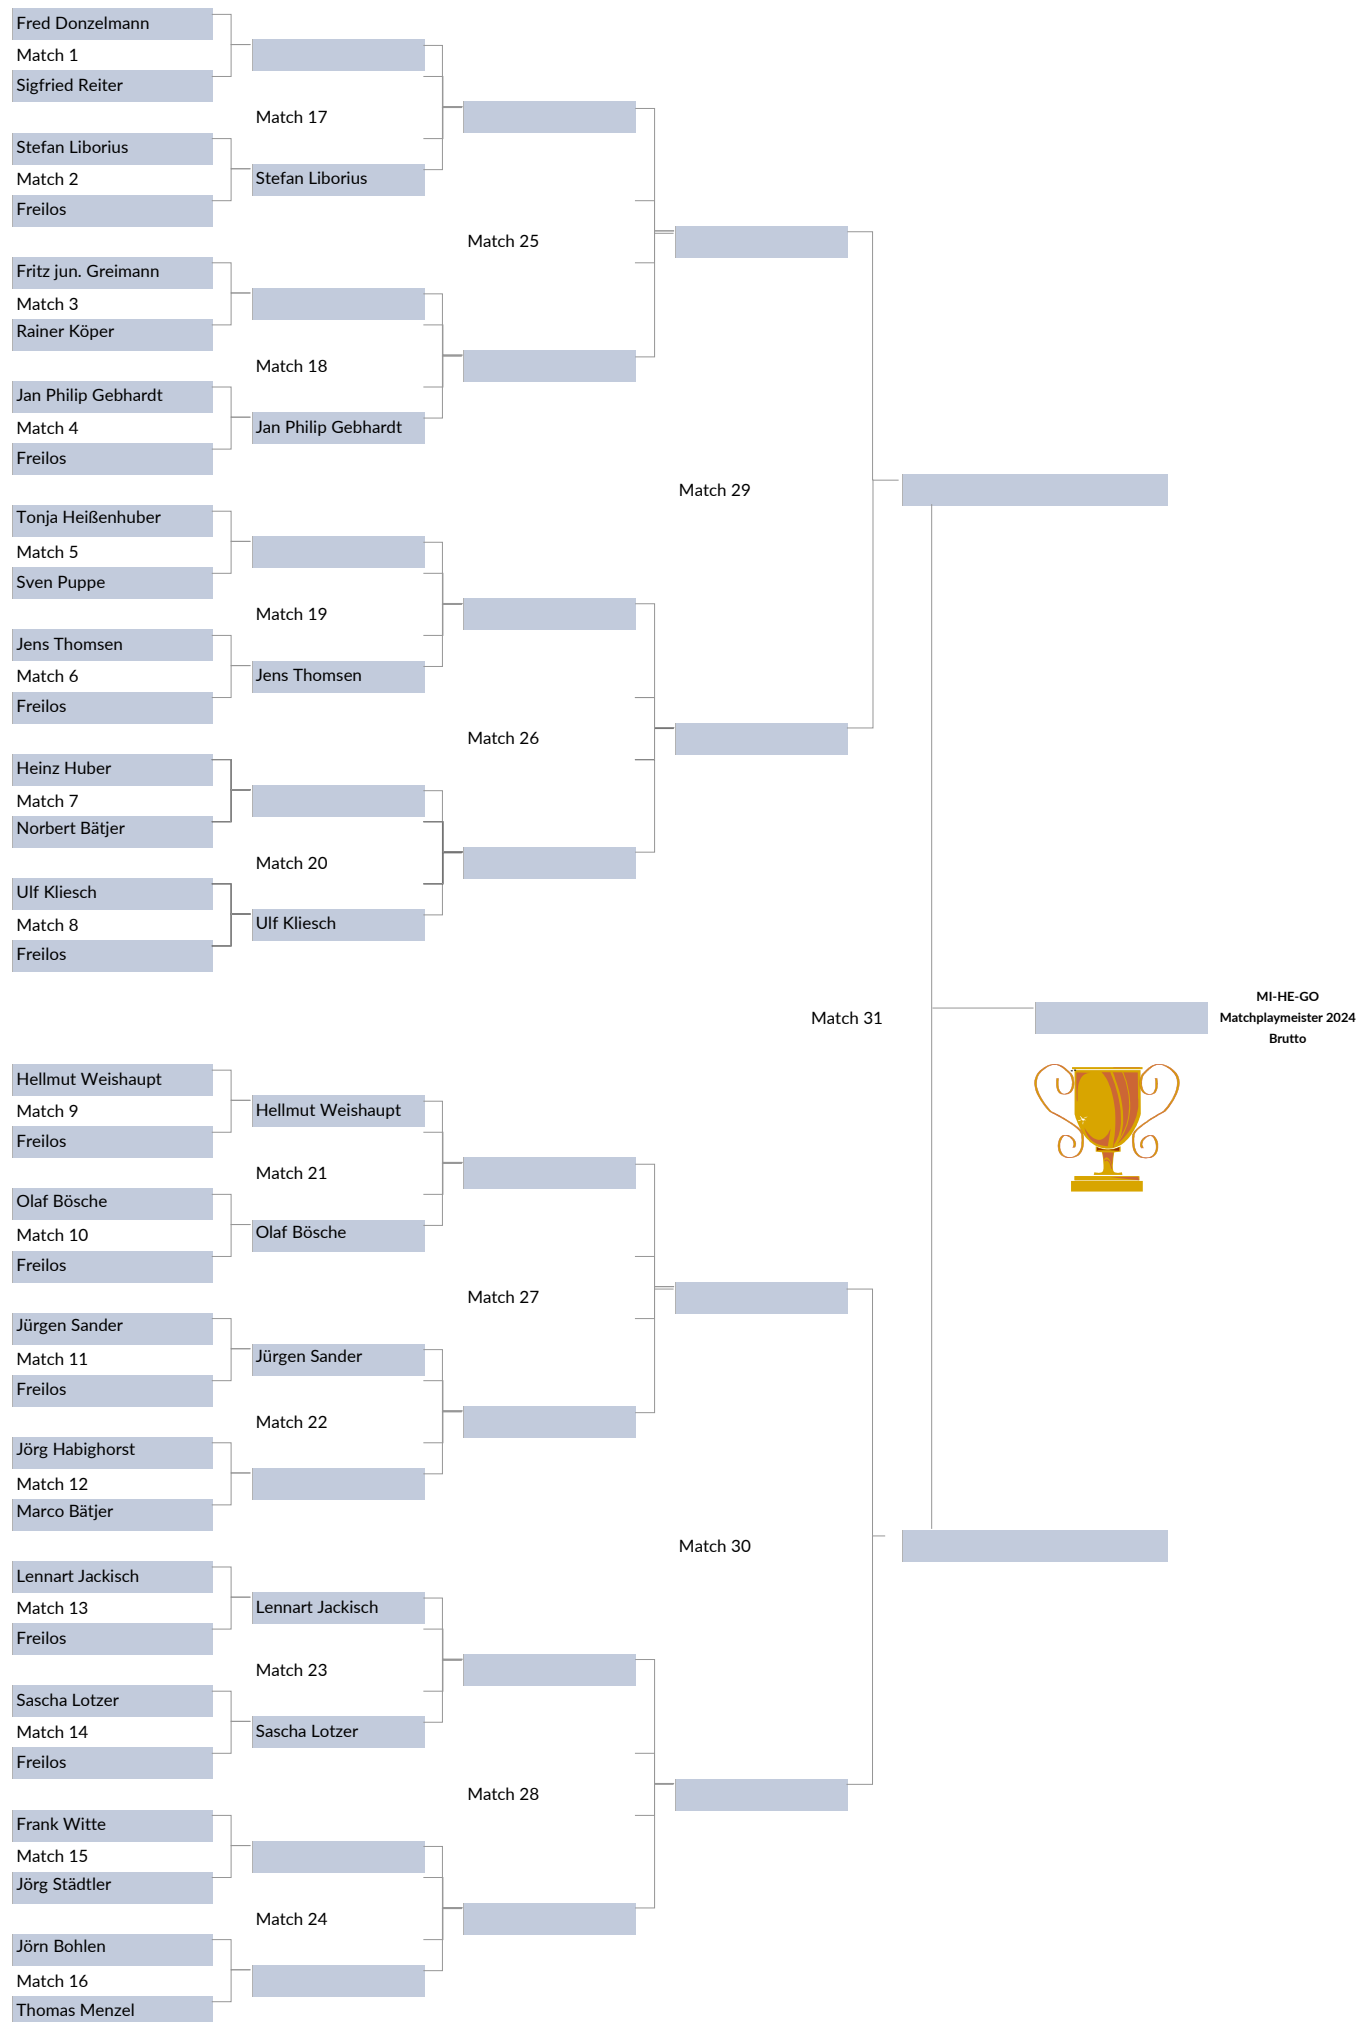 Fred Donzelmann
Match 1
Sigfried Reiter
Match 17
Stefan Liborius
Match 2
Stefan Liborius
Freilos
Match 25
Fritz jun. Greimann
Match 3
Rainer Köper
Match 18
Jan Philip Gebhardt
Match 4
Jan Philip Gebhardt
Freilos
Match 29
Tonja Heißenhuber
Match 5
Sven Puppe
Match 19
Jens Thomsen
Match 6
Jens Thomsen
Freilos
Match 26
Heinz Huber
Match 7
Norbert Bätjer
Match 20
Ulf Kliesch
Match 8
Ulf Kliesch
Freilos
MI-HE-GO
Match 31
Matchplaymeister 2024
Brutto
Hellmut Weishaupt
Match 9
Hellmut Weishaupt
Freilos
Match 21
Olaf Bösche
Match 10
Olaf Bösche
Freilos
Match 27
Jürgen Sander
Match 11
Jürgen Sander
Freilos
Match 22
Jörg Habighorst
Match 12
Marco Bätjer
Match 30
Lennart Jackisch
Match 13
Lennart Jackisch
Freilos
Match 23
Sascha Lotzer
Match 14
Sascha Lotzer
Freilos
Match 28
Frank Witte
Match 15
Jörg Städtler
Match 24
Jörn Bohlen
Match 16
Thomas Menzel